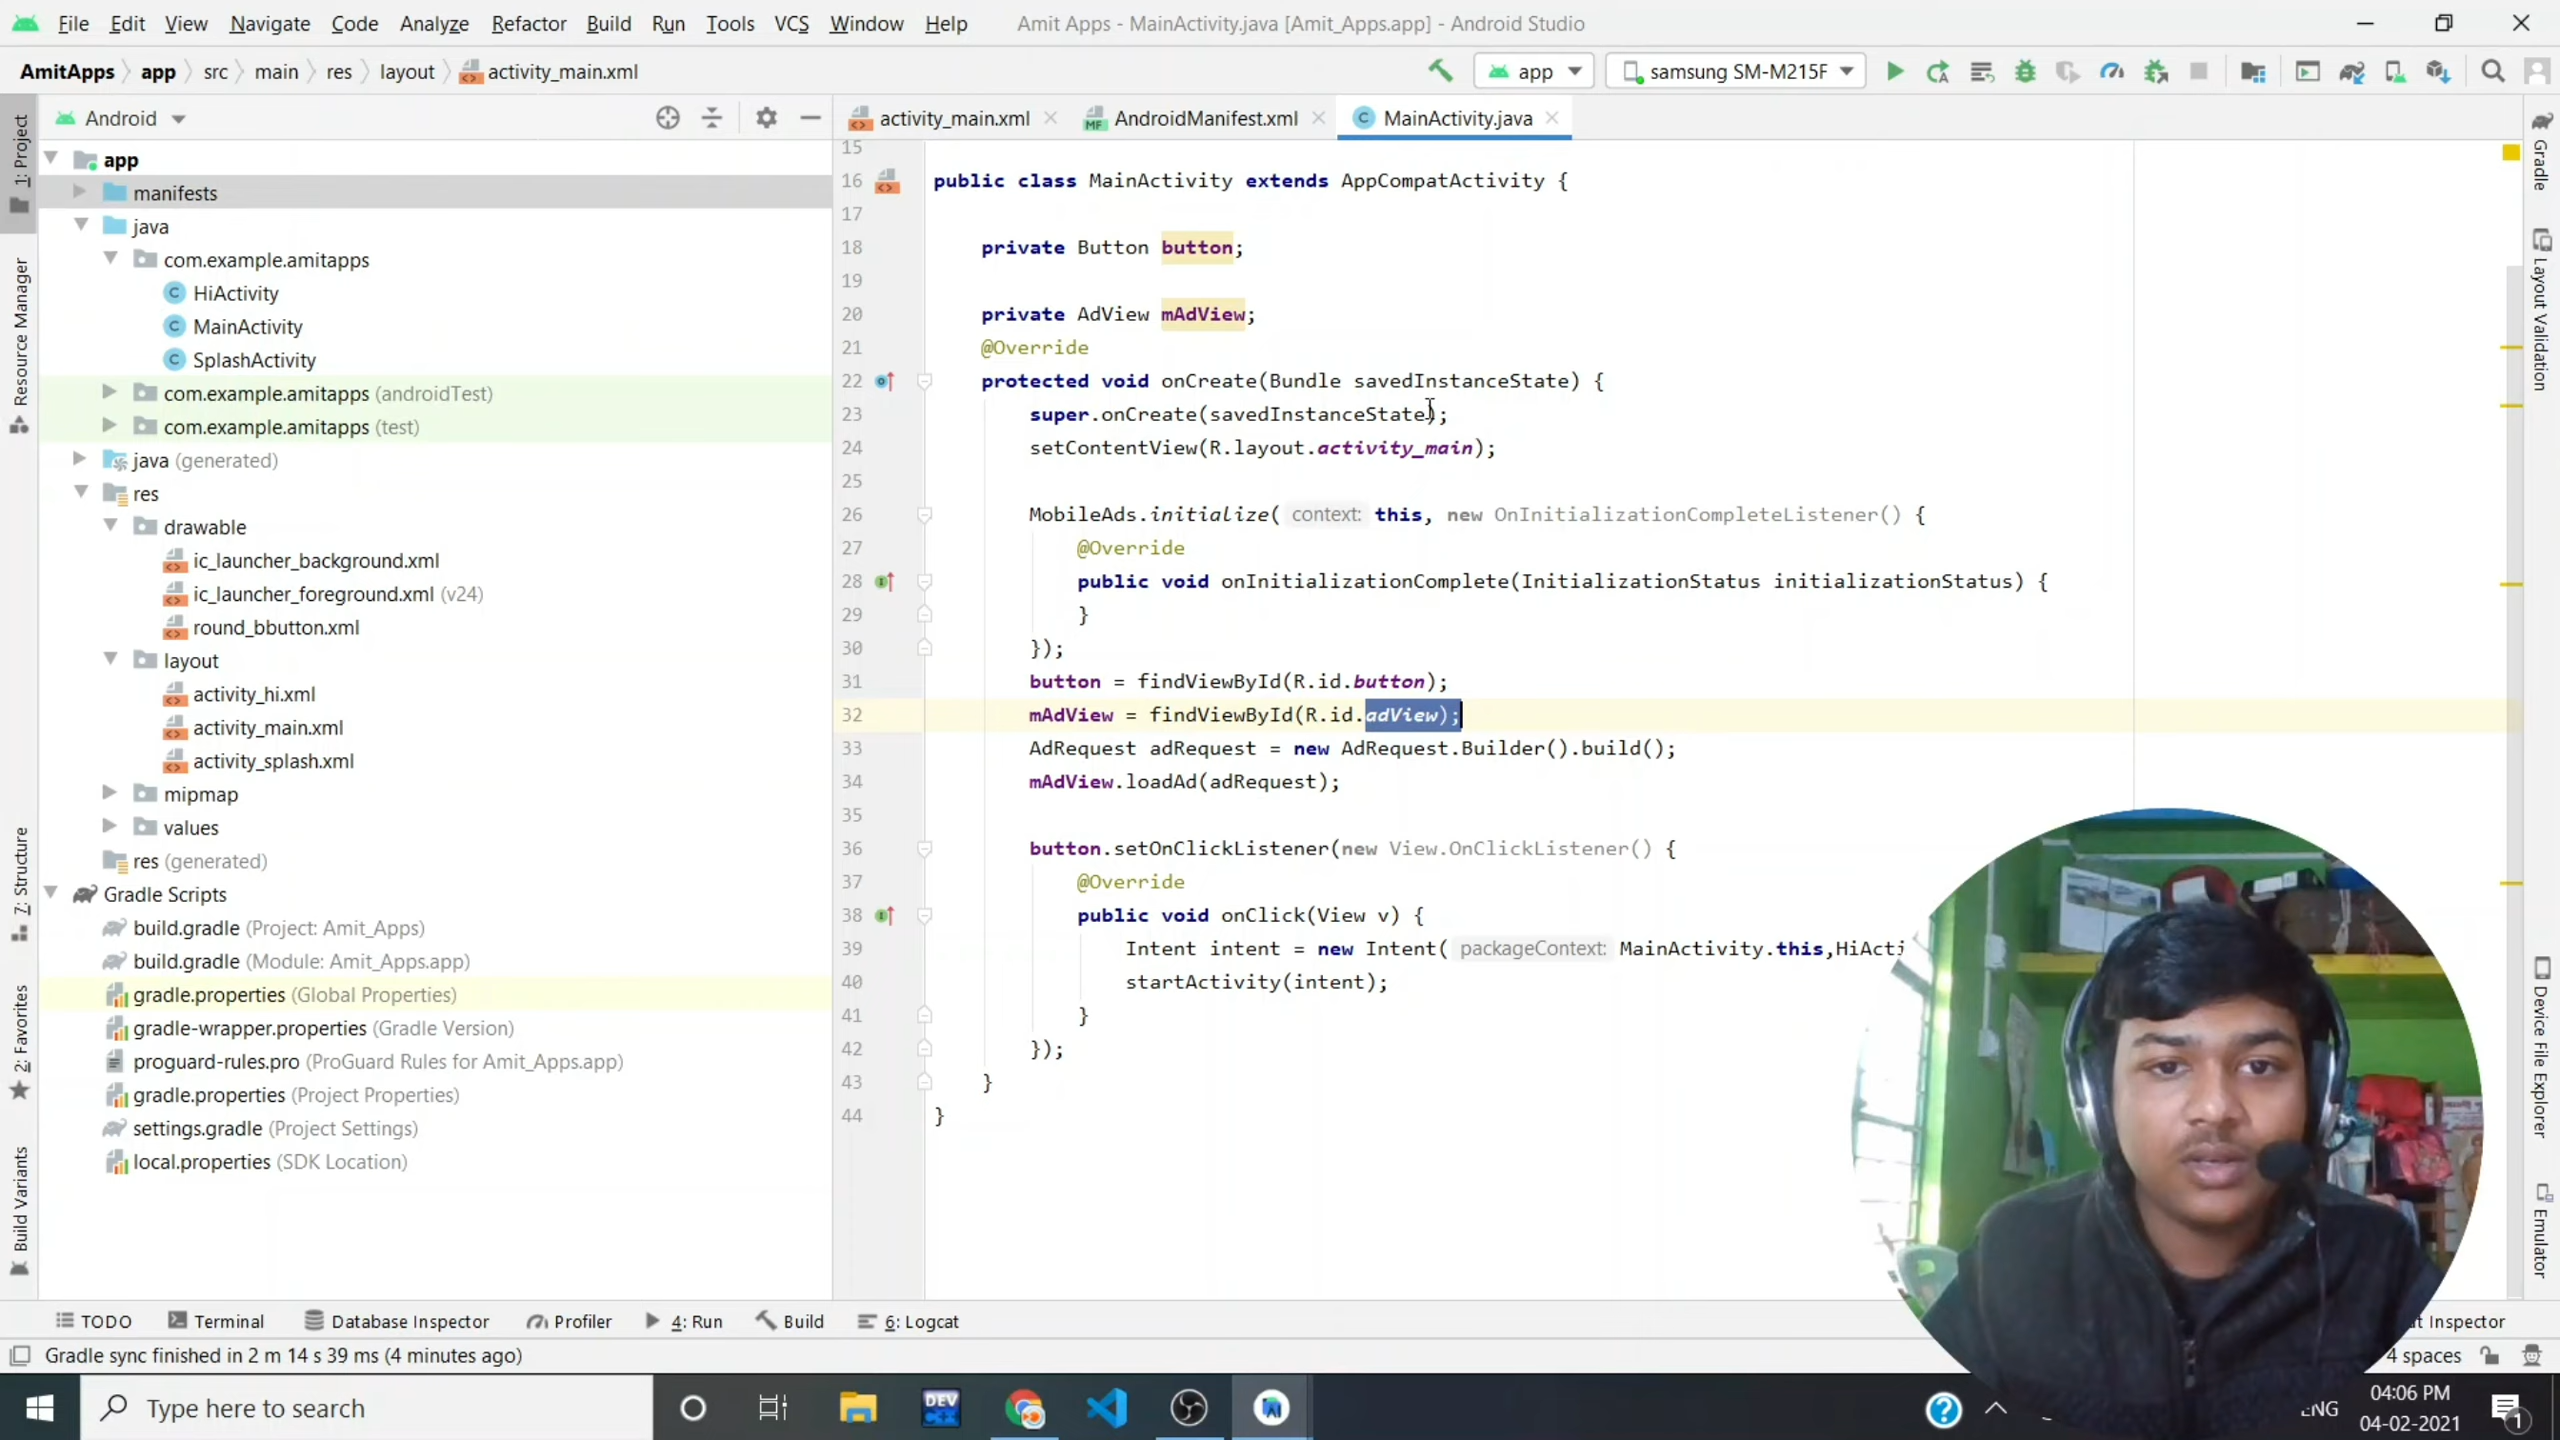 File Edit View Navigate Code Analyze Refactor Build Run Tools VCS Window Help Amit Apps - MainActivity.java [Amit_Apps.app] - Android Studio
AmitApps app src main res layout activity_main.xml app samsung SM-M215F
1: Project
Resource Manager
7: Structure
2: Favorites
Build Variants
Android
app
manifests
java
com.example.amitapps
HiActivity
MainActivity
SplashActivity
com.example.amitapps (androidTest)
com.example.amitapps (test)
java (generated)
res
drawable
ic_launcher_background.xml
ic_launcher_foreground.xml (v24)
round_bbutton.xml
layout
activity_hi.xml
activity_main.xml
activity_splash.xml
mipmap
values
res (generated)
Gradle Scripts
build.gradle (Project: Amit_Apps)
build.gradle (Module: Amit_Apps.app)
gradle.properties (Global Properties)
gradle-wrapper.properties (Gradle Version)
proguard-rules.pro (ProGuard Rules for Amit_Apps.app)
gradle.properties (Project Properties)
settings.gradle (Project Settings)
local.properties (SDK Location)
activity_main.xml AndroidManifest.xml MainActivity.java
15
16 public class MainActivity extends AppCompatActivity {
17
18 private Button button;
19
20 private AdView mAdView;
21 @Override
22 protected void onCreate(Bundle savedInstanceState) {
23 super.onCreate(savedInstanceState);
24 setContentView(R.layout.activity_main);
25
26 MobileAds.initialize( context: this, new OnInitializationCompleteListener() {
27 @Override
28 public void onInitializationComplete(InitializationStatus initializationStatus) {
29 }
30 });
31 button = findViewById(R.id.button);
32 mAdView = findViewById(R.id.adView);
33 AdRequest adRequest = new AdRequest.Builder().build();
34 mAdView.loadAd(adRequest);
35
36 button.setOnClickListener(new View.OnClickListener() {
37 @Override
38 public void onClick(View v) {
39 Intent intent = new Intent( packageContext: MainActivity.this,HiActi
40 startActivity(intent);
41 }
42 });
43 }
44 }
Gradle
Layout Validation
Device File Explorer
Emulator
TODO Terminal Database Inspector Profiler 4: Run Build 6: Logcat Inspector
Gradle sync finished in 2 m 14 s 39 ms (4 minutes ago) 4 spaces
Type here to search DEV ENG 04:06 PM
04-02-2021 1